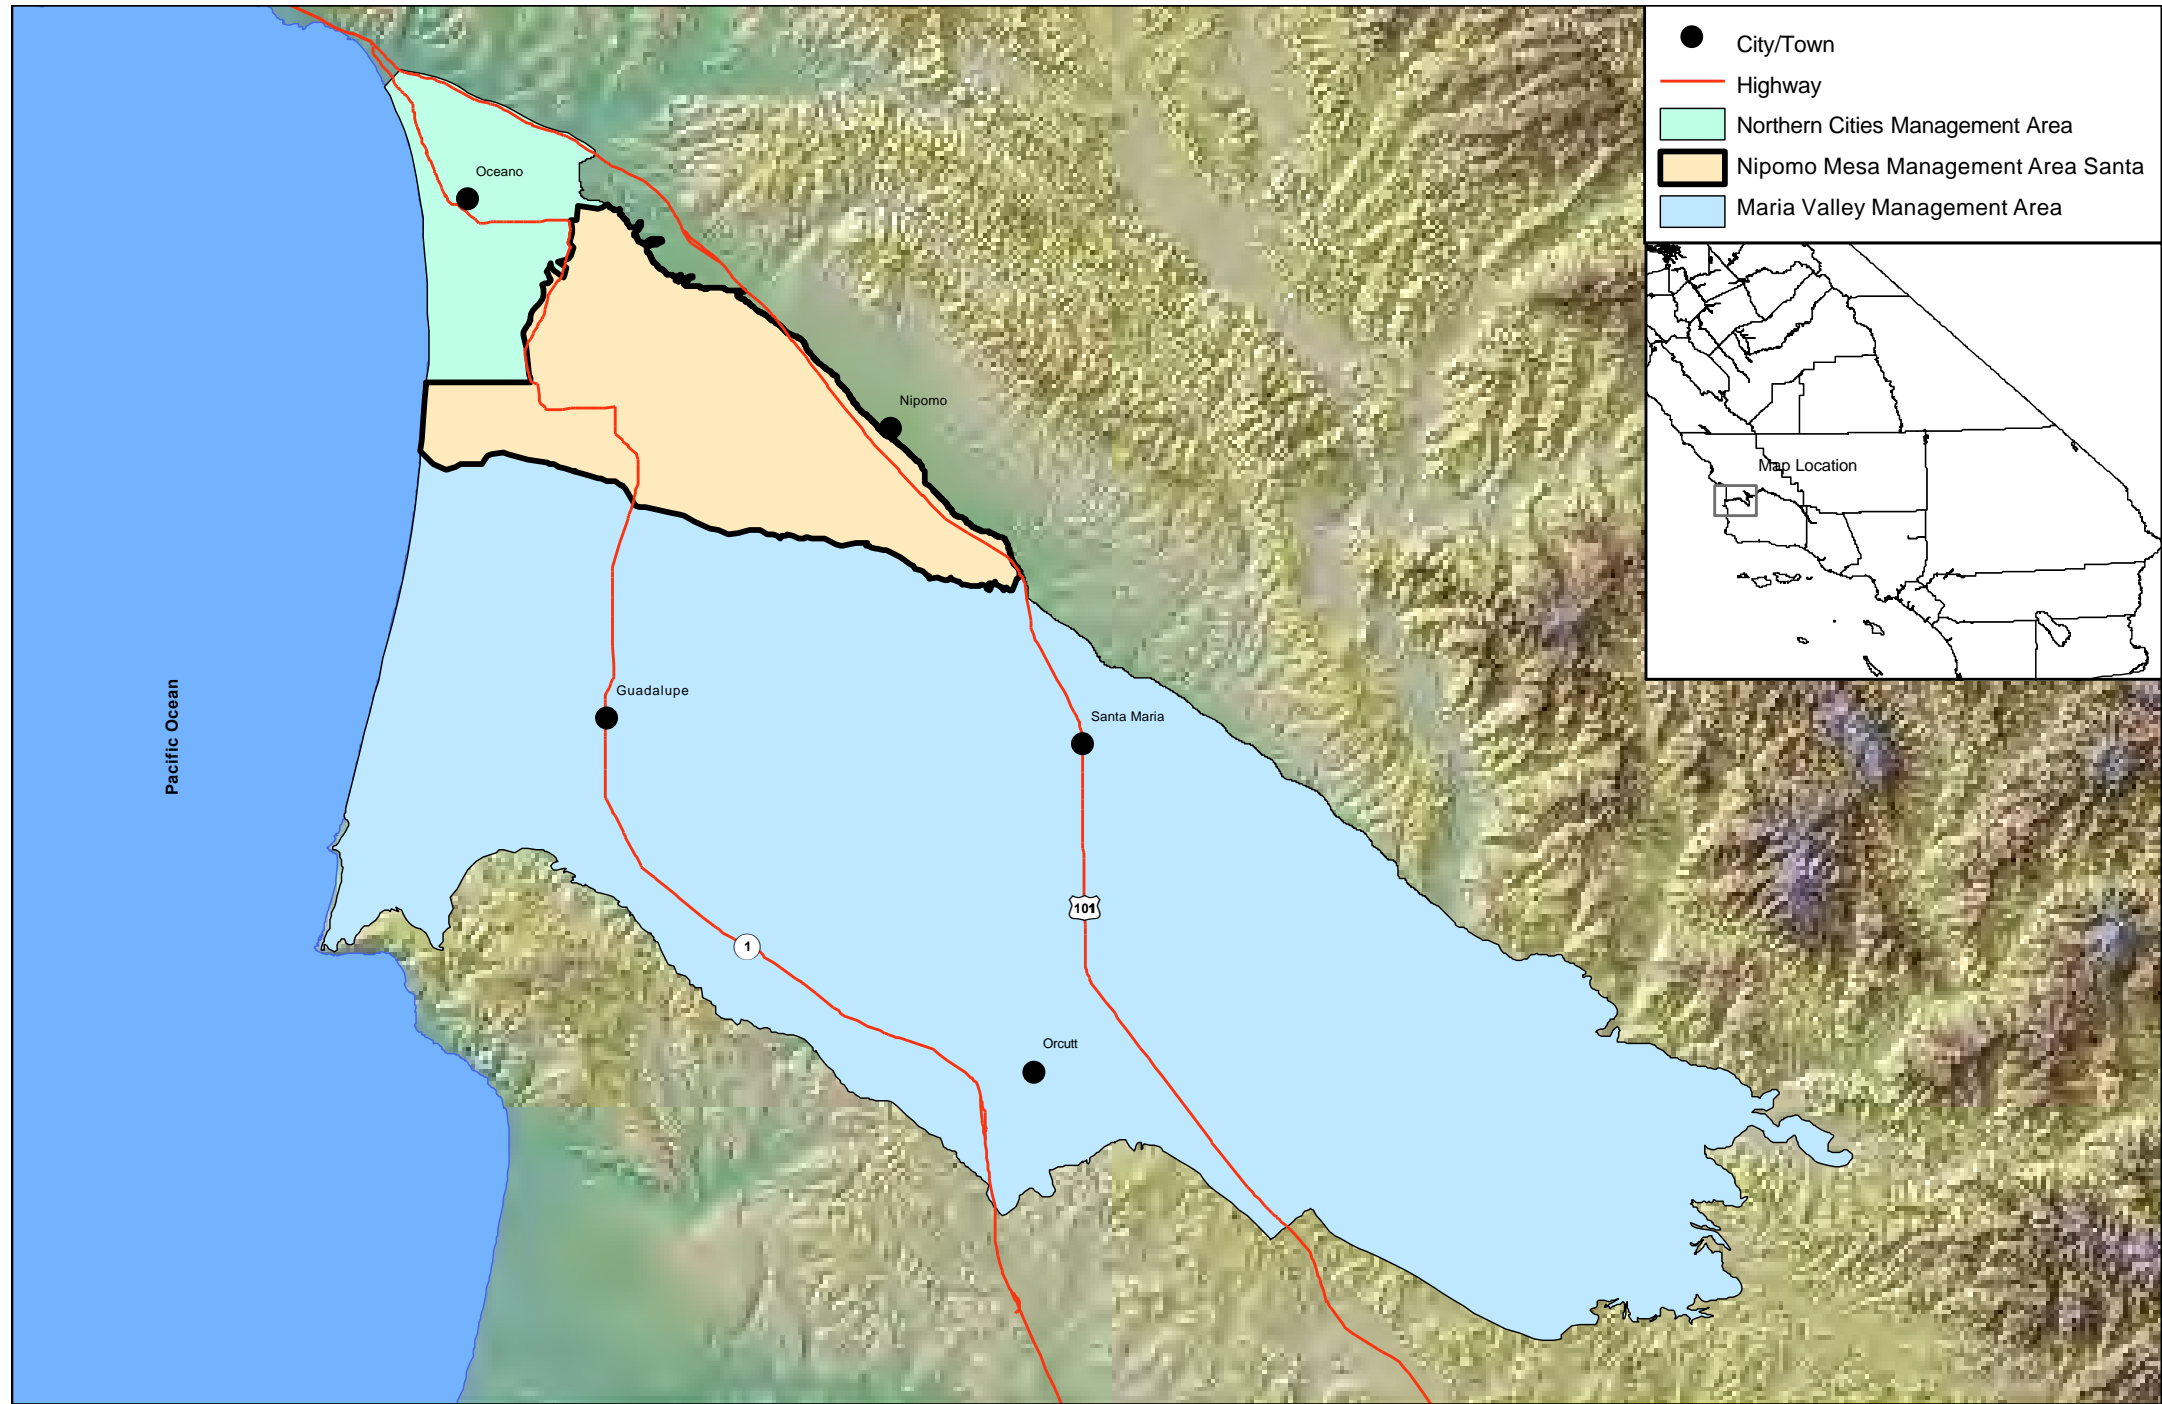 City/Town
Highway
Northern Cities Management Area
Nipomo Mesa Management Area Santa
Maria Valley Management Area
Map Location
Oceano
Nipomo
Pacific Ocean
Guadalupe
Santa Maria
101
1
Orcutt